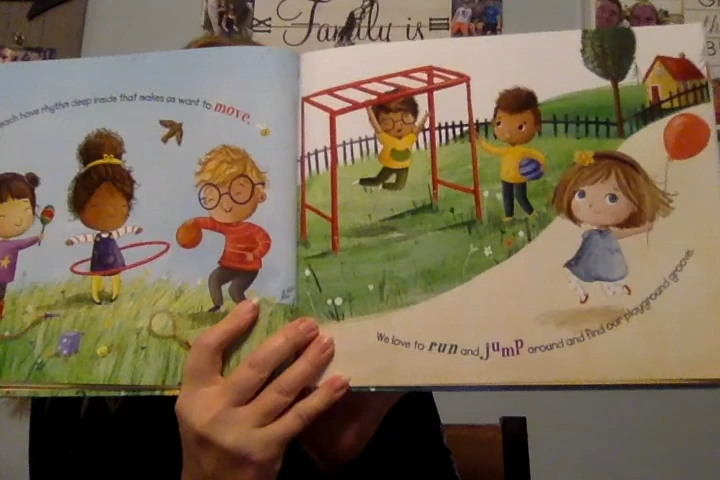 Family is
each have rhythm deep inside that makes as want to move.
We love to run and jump around and find our playground groove.